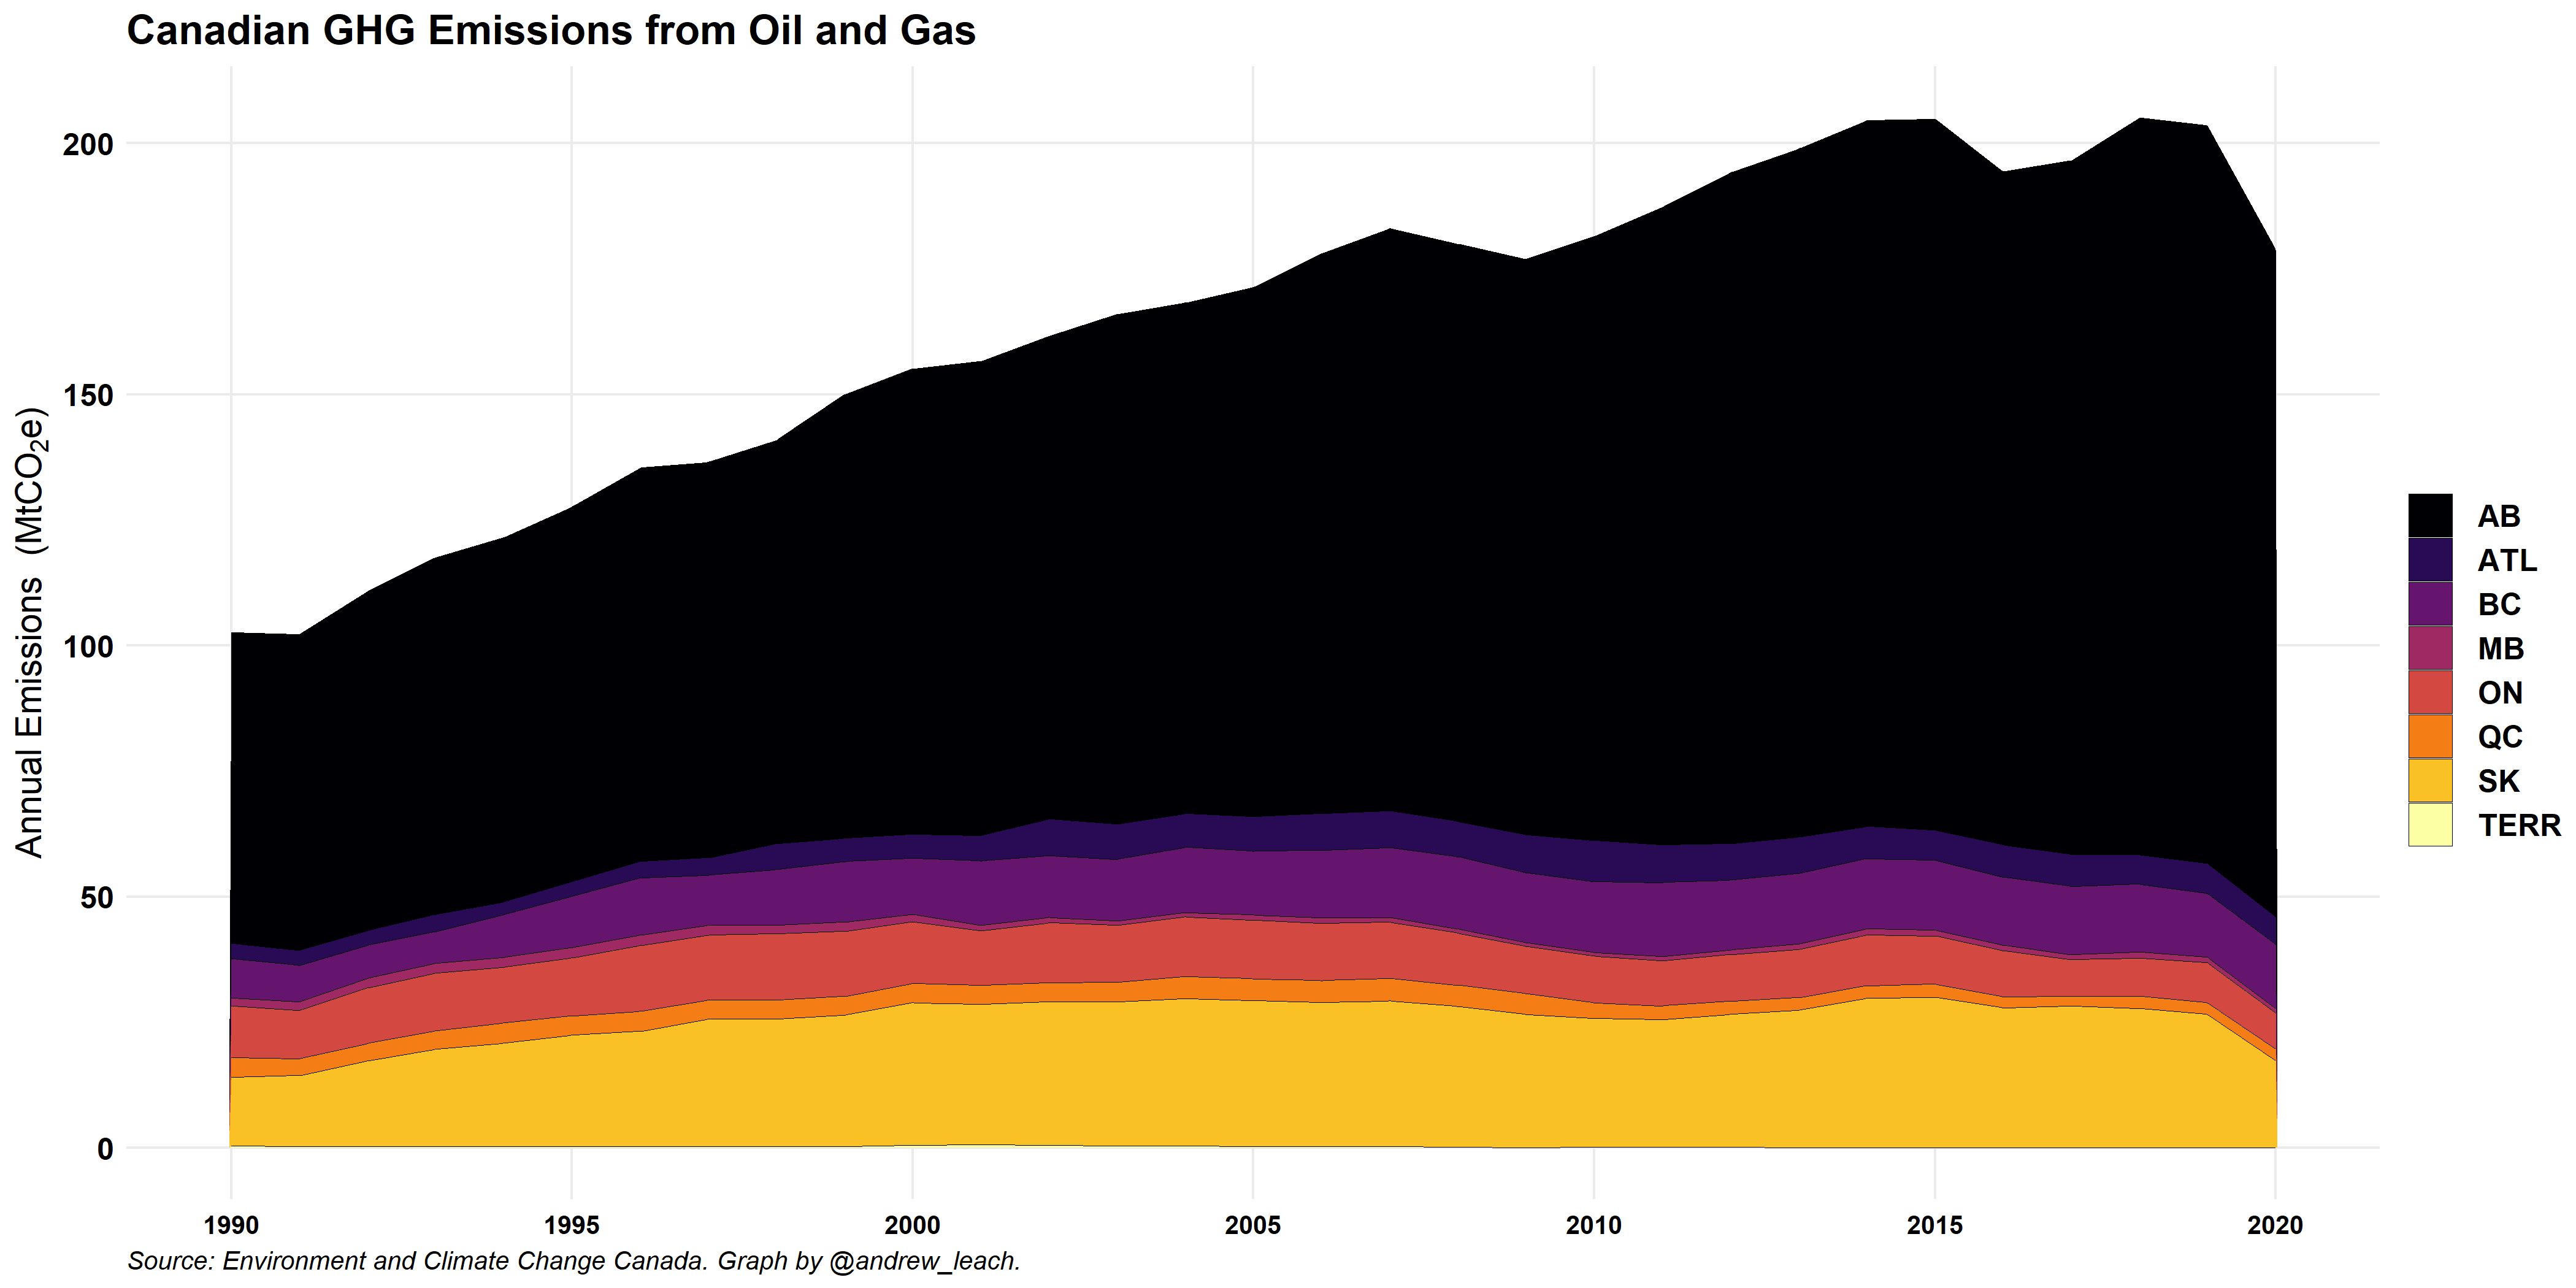 Canadian GHG Emissions from Oil and Gas
Annual Emissions (MtCO₂e)
200
150
100
50
0
1990 1995 2000 2005 2010 2015 2020
AB
ATL
BC
MB
ON
QC
SK
TERR
Source: Environment and Climate Change Canada. Graph by @andrew_leach.